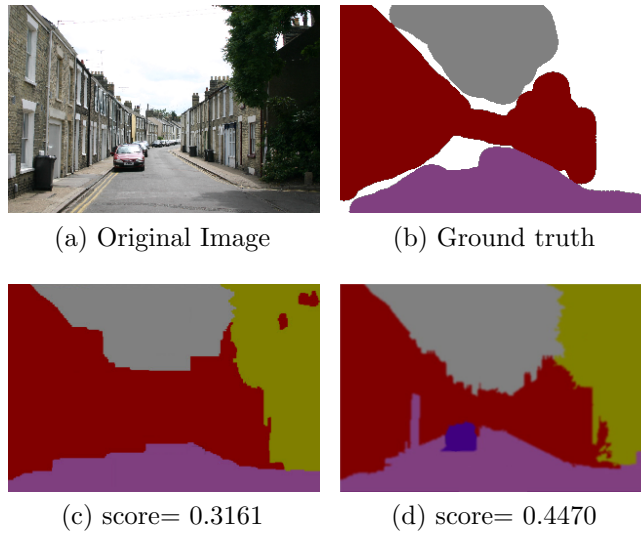 (a) Original Image
(b) Ground truth
(c) score= 0.3161
(d) score= 0.4470